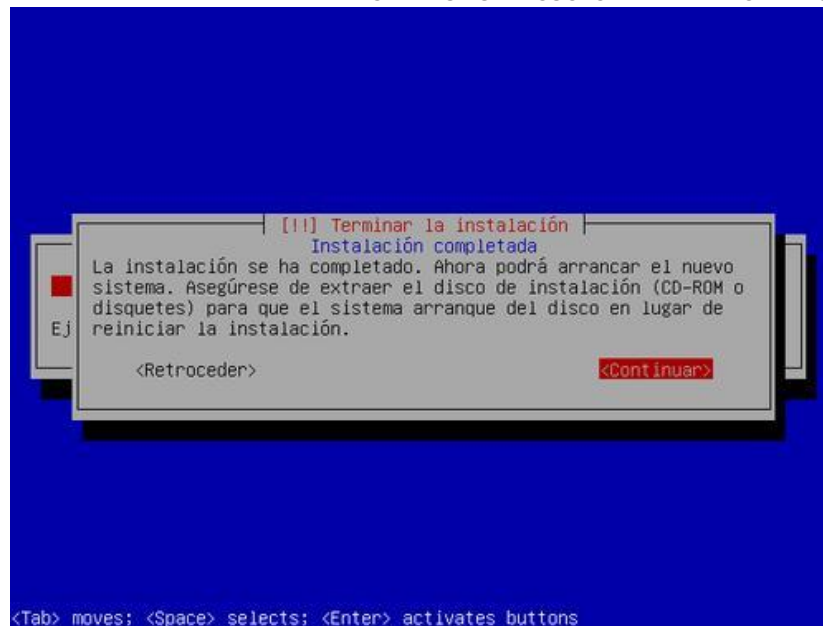 [!!] Terminar la instalación
Instalación completada
La instalación se ha completado. Ahora podrá arrancar el nuevo
sistema. Asegúrese de extraer el disco de instalación (CD-ROM o
disquetes) para que el sistema arranque del disco en lugar de
Ej
reiniciar la instalación.
<Retroceder> <Continuar>
<Tab> moves; <Space> selects; <Enter> activates buttons